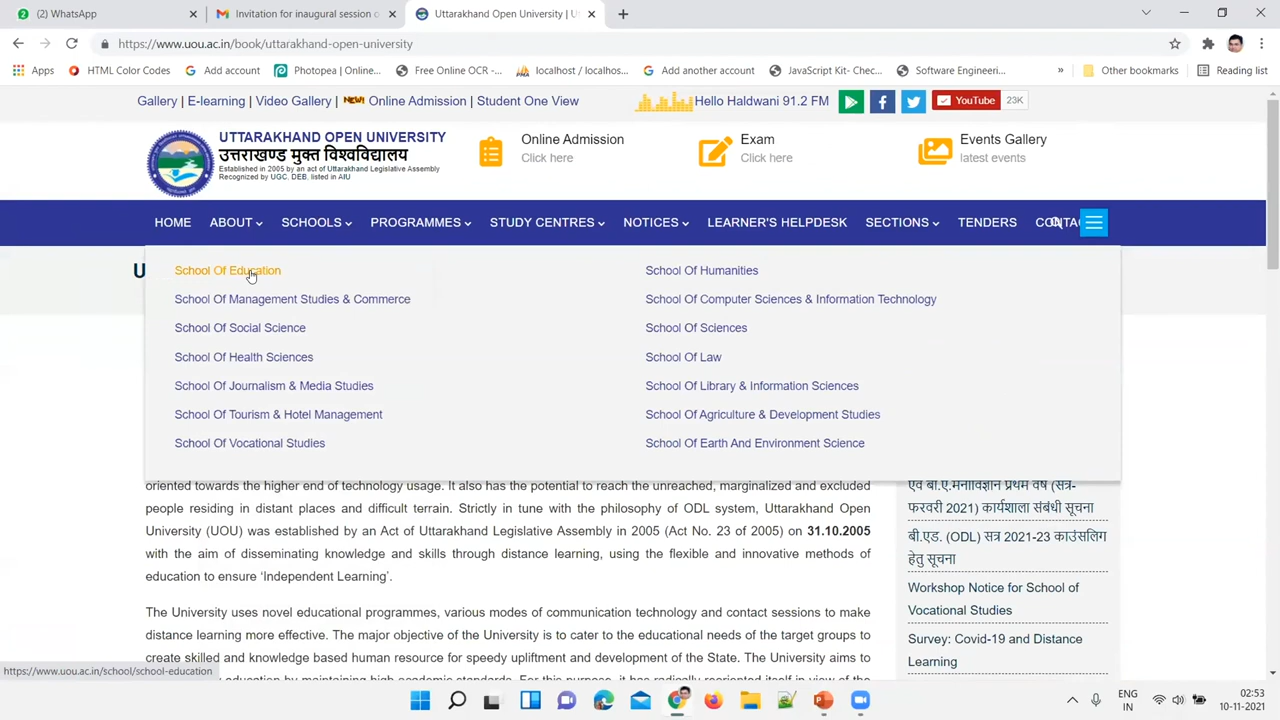 (2) WhatsApp
Invitation for inaugural session o
Uttarakhand Open University | U
https://www.uou.ac.in/book/uttarakhand-open-university
Apps
HTML Color Codes
Add account
Photopea | Online...
Free Online OCR -...
localhost / localhos...
Add another account
JavaScript Kit- Chec...
Software Engineeri...
»
Other bookmarks
Reading list
Gallery | E-learning | Video Gallery | NEW! Online Admission | Student One View
Hello Haldwani 91.2 FM
YouTube 23K
UTTARAKHAND OPEN UNIVERSITY
उत्तराखण्ड मुक्त विश्वविद्यालय
Established in 2005 by an act of Uttarakhand Legislative Assembly
Recognized by UGC. DEB. listed in AIU
Online Admission
Click here
Exam
Click here
Events Gallery
latest events
HOME ABOUT SCHOOLS PROGRAMMES STUDY CENTRES NOTICES LEARNER'S HELPDESK SECTIONS TENDERS
U
School Of Education
School Of Management Studies & Commerce
School Of Social Science
School Of Health Sciences
School Of Journalism & Media Studies
School Of Tourism & Hotel Management
School Of Vocational Studies
School Of Humanities
School Of Computer Sciences & Information Technology
School Of Sciences
School Of Law
School Of Library & Information Sciences
School Of Agriculture & Development Studies
School Of Earth And Environment Science
oriented towards the higher end of technology usage. It also has the potential to reach the unreached, marginalized and excluded
people residing in distant places and difficult terrain. Strictly in tune with the philosophy of ODL system, Uttarakhand Open
University (UOU) was established by an Act of Uttarakhand Legislative Assembly in 2005 (Act No. 23 of 2005) on 31.10.2005
with the aim of disseminating knowledge and skills through distance learning, using the flexible and innovative methods of
education to ensure ‘Independent Learning’.
The University uses novel educational programmes, various modes of communication technology and contact sessions to make
distance learning more effective. The major objective of the University is to cater to the educational needs of the target groups to
create skilled and knowledge based human resource for speedy upliftment and development of the State. The University aims to
एवं बी.ए.मनोविज्ञान प्रथम वर्ष (सत्र-
फरवरी 2021) कार्यशाला संबंधी सूचना
बी.एड. (ODL) सत्र 2021-23 काउंसलिंग
हेतु सूचना
Workshop Notice for School of
Vocational Studies
Survey: Covid-19 and Distance
Learning
https://www.uou.ac.in/school/school-education
ENG
IN
02:53
10-11-2021